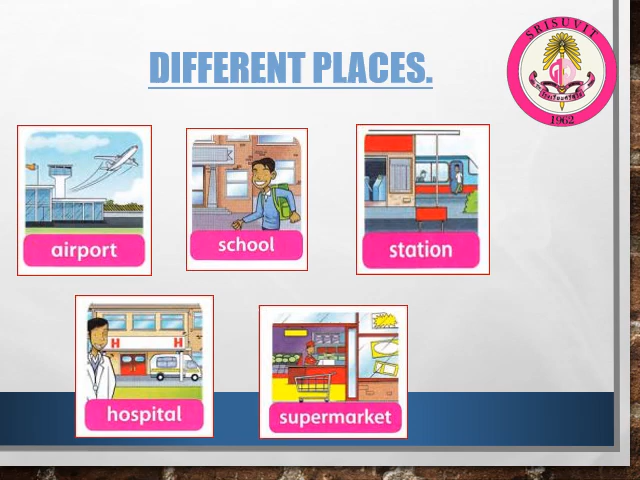 DIFFERENT PLACES.
SRISUVIT
1962
airport
school
station
H H
hospital
supermarket